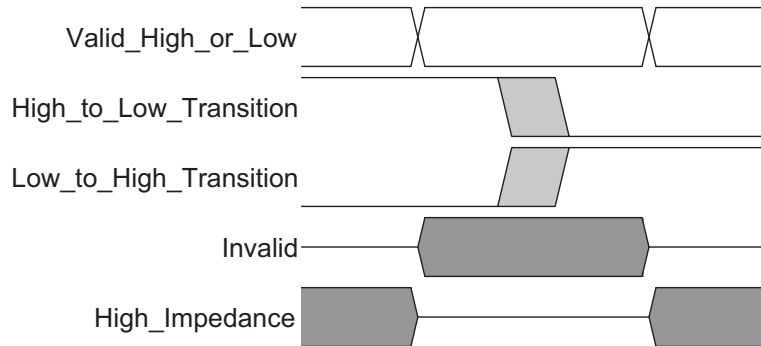 Valid_High_or_Low
High_to_Low_Transition
Low_to_High_Transition
Invalid
High_Impedance